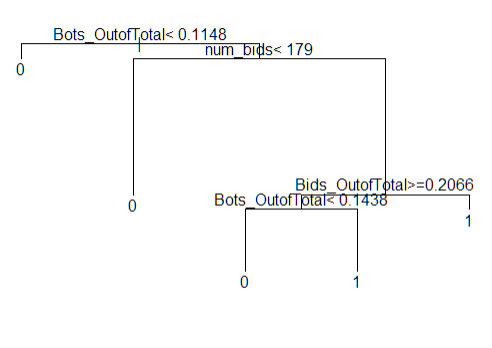 Bots_OutofTotal< 0.1148
num_bids< 179
0
Bids_OutofTotal>=0.2066
Bots_OutofTotal< 0.1438
0
1
0
1